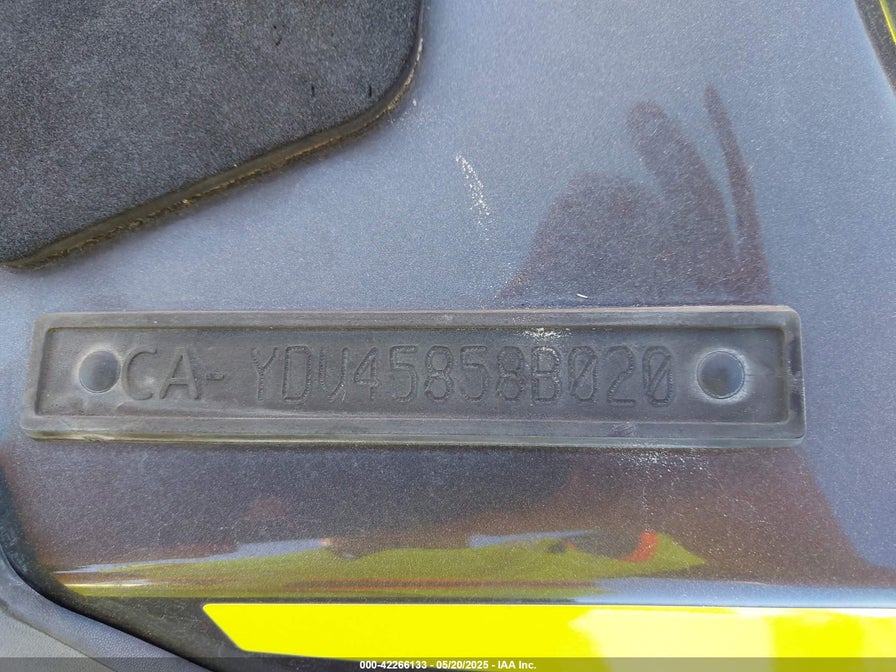 CA- YDV45858B020
000-42266133 - 05/20/2025 - IAA Inc.